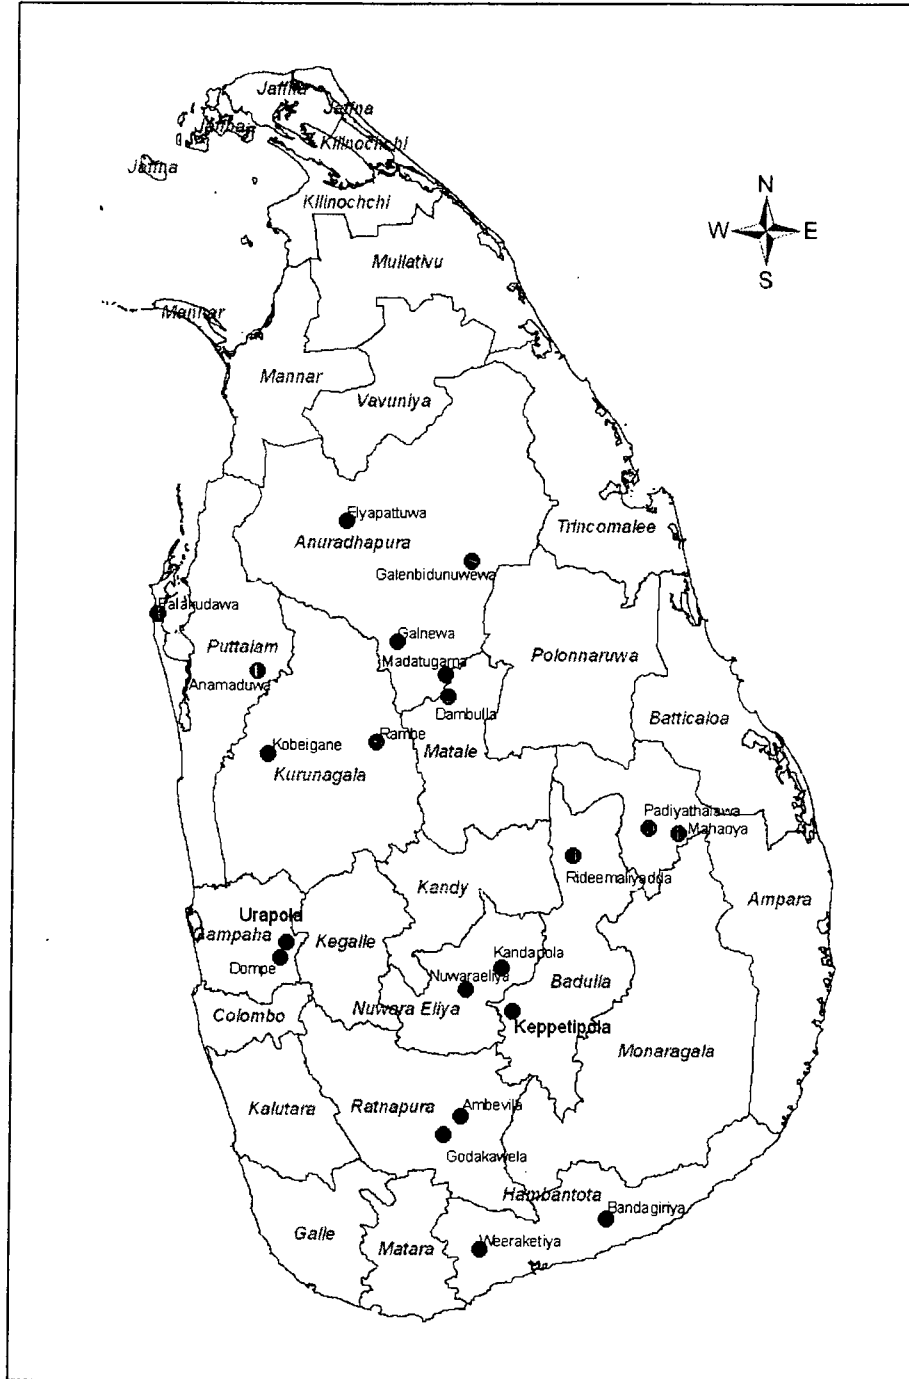 Jaffna
Jaffna
Jaffna
Kilinochchi
Jaffna
Kilinochchi
N
W E
S
Mullativu
Mannar
Mannar
Vavuniya
Elyapattuwa
Anuradhapura
Trincomalee
Galenbidunuwewa
Palakudawa
Puttalam
Galnewa
Polonnaruwa
Madatugama
Anamaduwa
Dambulla
Batticaloa
Kobeigane
Rambe
Matale
Kurunagala
Padiyathalawa
Mahaoya
Rideemaliyadda
Kandy
Ampara
Urapola
Gampaha
Kegalle
Kandapola
Dompe
Nuwaraeliya
Badulla
Nuwara Eliya
Colombo
Keppetipola
Monaragala
Kalutara
Ratnapura
Ambevila
Godakawela
Hambantota
Bandagiriya
Galle
Matara
Weeraketiya